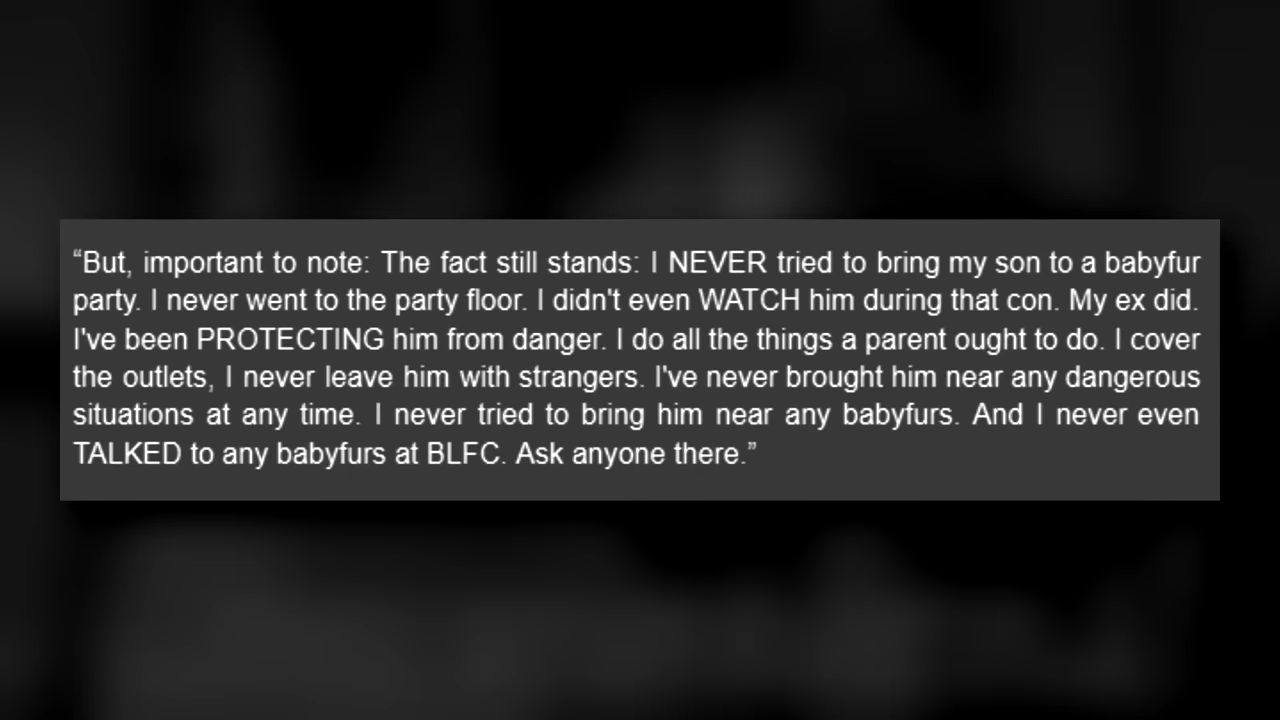 “But, important to note: The fact still stands: I NEVER tried to bring my son to a babyfur
party. I never went to the party floor. I didn't even WATCH him during that con. My ex did.
I've been PROTECTING him from danger. I do all the things a parent ought to do. I cover
the outlets, I never leave him with strangers. I've never brought him near any dangerous
situations at any time. I never tried to bring him near any babyfurs. And I never even
TALKED to any babyfurs at BLFC. Ask anyone there.”